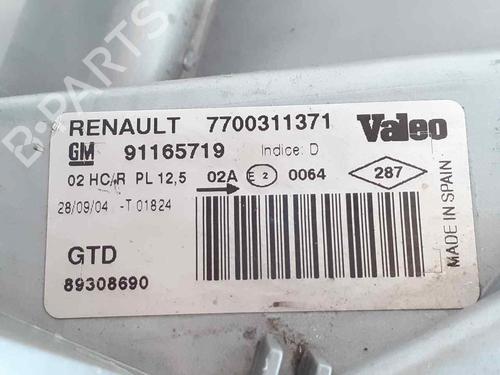 B-PARTS
RENAULT 7700311371 Valeo
GM 91165719 Indice: D
02 HC/R PL 12,5 02A E 2 0064 287
28/09/04 -T 01824
GTD
89308690
MADE IN SPAIN